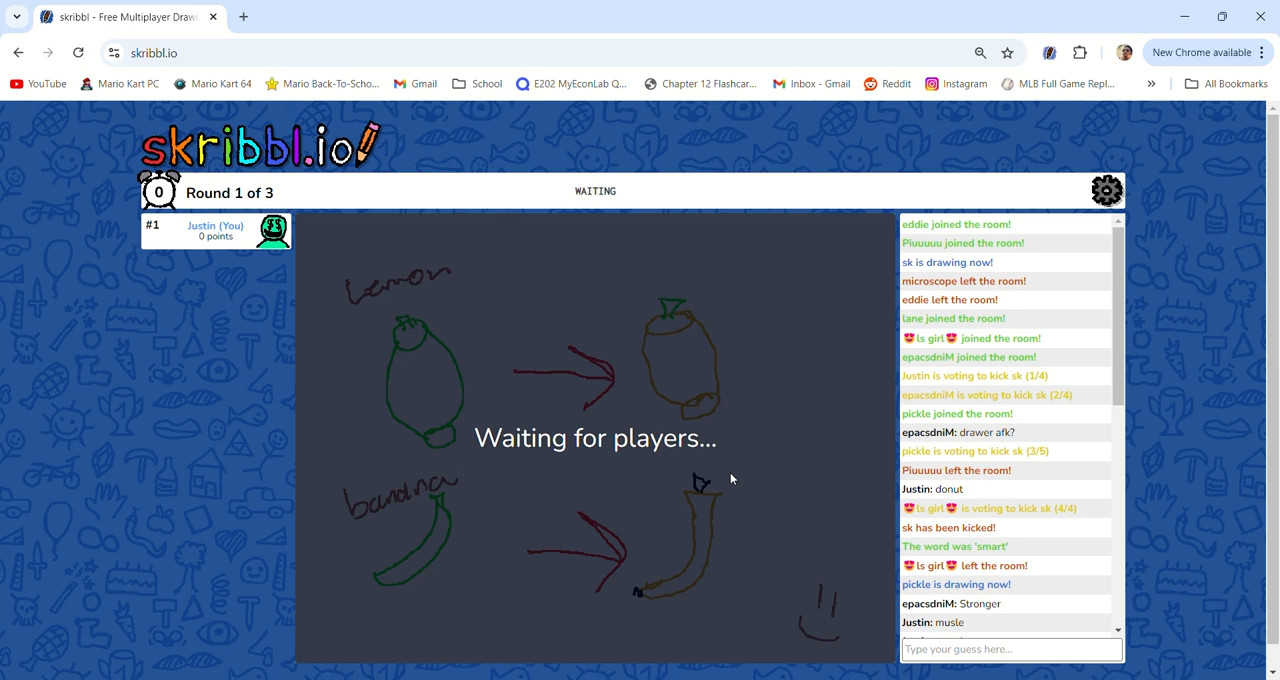 skribbl - Free Multiplayer Draw
skribbl.io
New Chrome available
YouTube
Mario Kart PC
Mario Kart 64
Mario Back-To-Scho...
Gmail
School
E202 MyEconLab Q...
Chapter 12 Flashcar...
Inbox - Gmail
Reddit
Instagram
MLB Full Game Repl...
»
All Bookmarks
skribbl.io
0
Round 1 of 3
WAITING
#1
Justin (You)
0 points
Lemon
banana
Waiting for players...
eddie joined the room!
Piuuuuu joined the room!
sk is drawing now!
microscope left the room!
eddie left the room!
lane joined the room!
😍ls girl😍 joined the room!
epacsdniM joined the room!
Justin is voting to kick sk (1/4)
epacsdniM is voting to kick sk (2/4)
pickle joined the room!
epacsdniM: drawer afk?
pickle is voting to kick sk (3/5)
Piuuuuu left the room!
Justin: donut
😍ls girl😍 is voting to kick sk (4/4)
sk has been kicked!
The word was 'smart'
😍ls girl😍 left the room!
pickle is drawing now!
epacsdniM: Stronger
Justin: musle
Type your guess here...